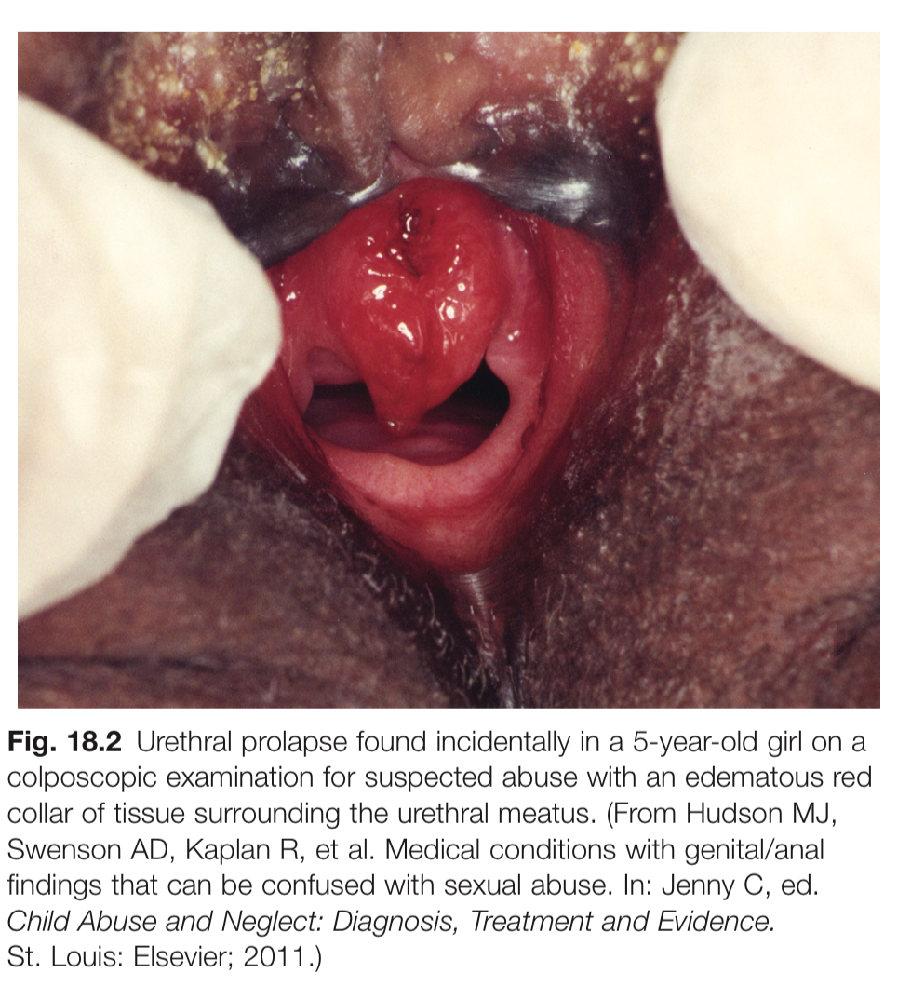 Fig. 18.2 Urethral prolapse found incidentally in a 5-year-old girl on a
colposcopic examination for suspected abuse with an edematous red
collar of tissue surrounding the urethral meatus. (From Hudson MJ,
Swenson AD, Kaplan R, et al. Medical conditions with genital/anal
findings that can be confused with sexual abuse. In: Jenny C, ed.
Child Abuse and Neglect: Diagnosis, Treatment and Evidence.
St. Louis: Elsevier; 2011.)